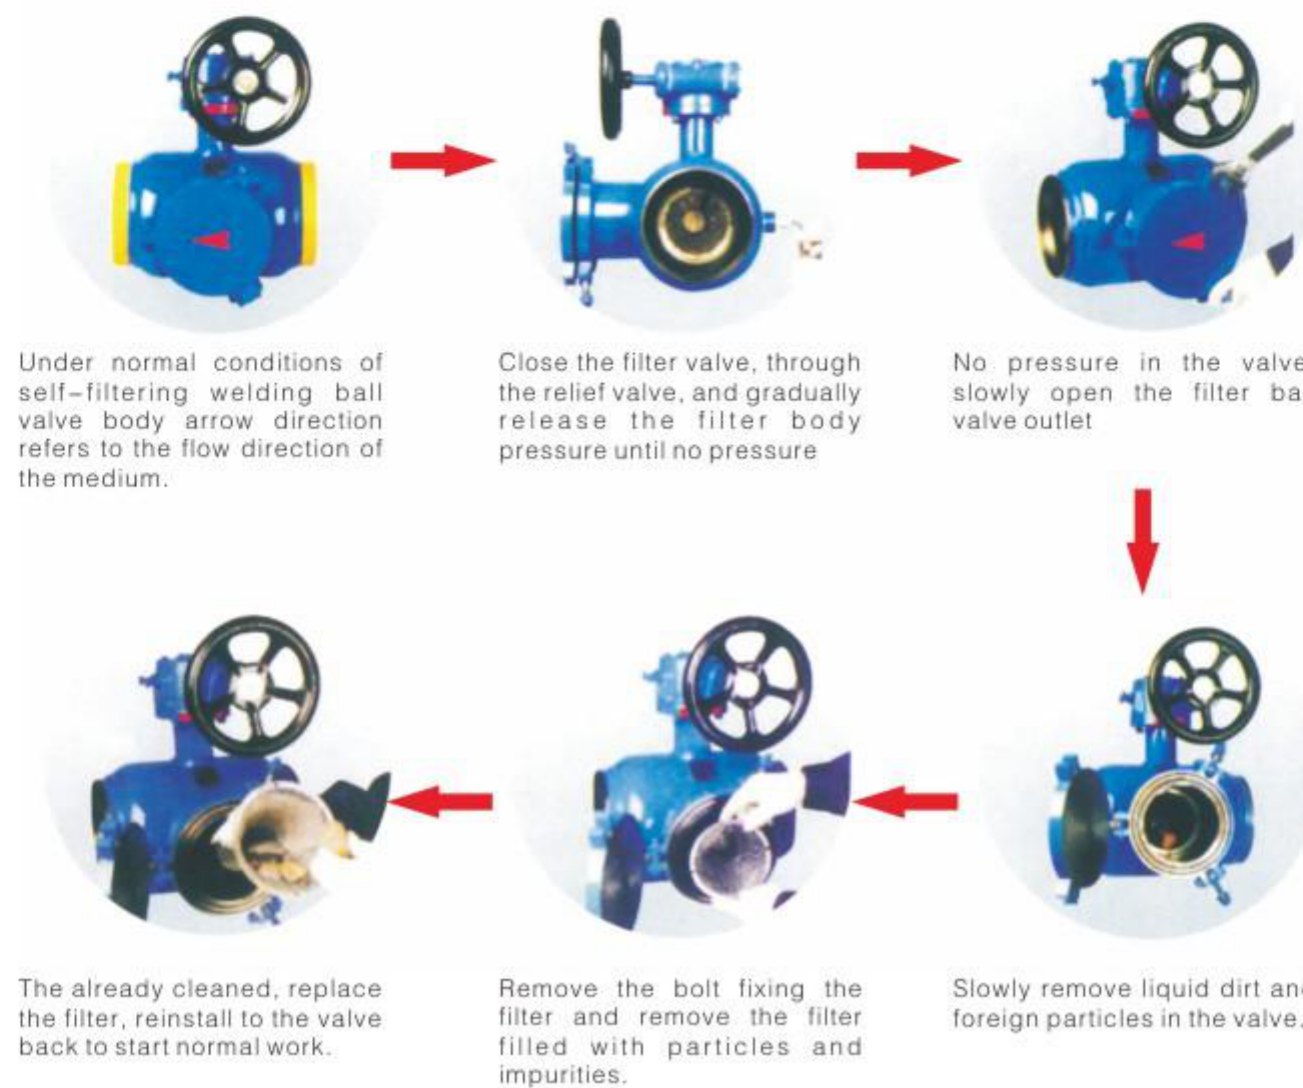 Under normal conditions of
self-filtering welding ball
valve body arrow direction
refers to the flow direction of
the medium.
Close the filter valve, through
the relief valve, and gradually
release the filter body
pressure until no pressure
No pressure in the valve
slowly open the filter ba
valve outlet
Slowly remove liquid dirt an
foreign particles in the valve.
Remove the bolt fixing the
filter and remove the filter
filled with particles and
impurities.
The already cleaned, replace
the filter, reinstall to the valve
back to start normal work.